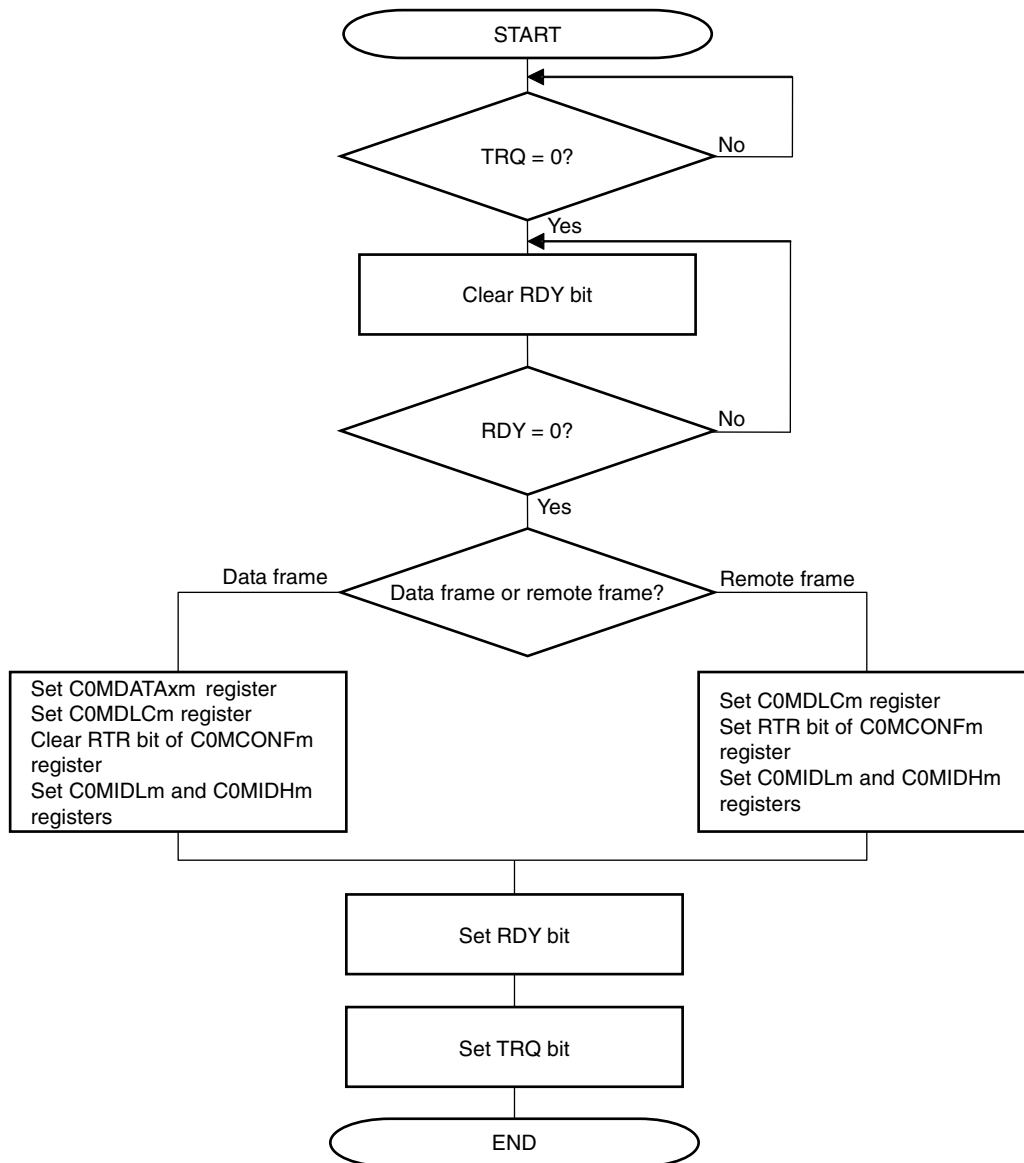 START
TRQ = 0?
No
Yes
Clear RDY bit
RDY = 0?
No
Yes
Data frame
Data frame or remote frame?
Remote frame
Set C0MDATAxm register
Set C0MDLCm register
Clear RTR bit of C0MCONFm
register
Set C0MIDLm and C0MIDHm
registers
Set C0MDLCm register
Set RTR bit of C0MCONFm
register
Set C0MIDLm and C0MIDHm
registers
Set RDY bit
Set TRQ bit
END